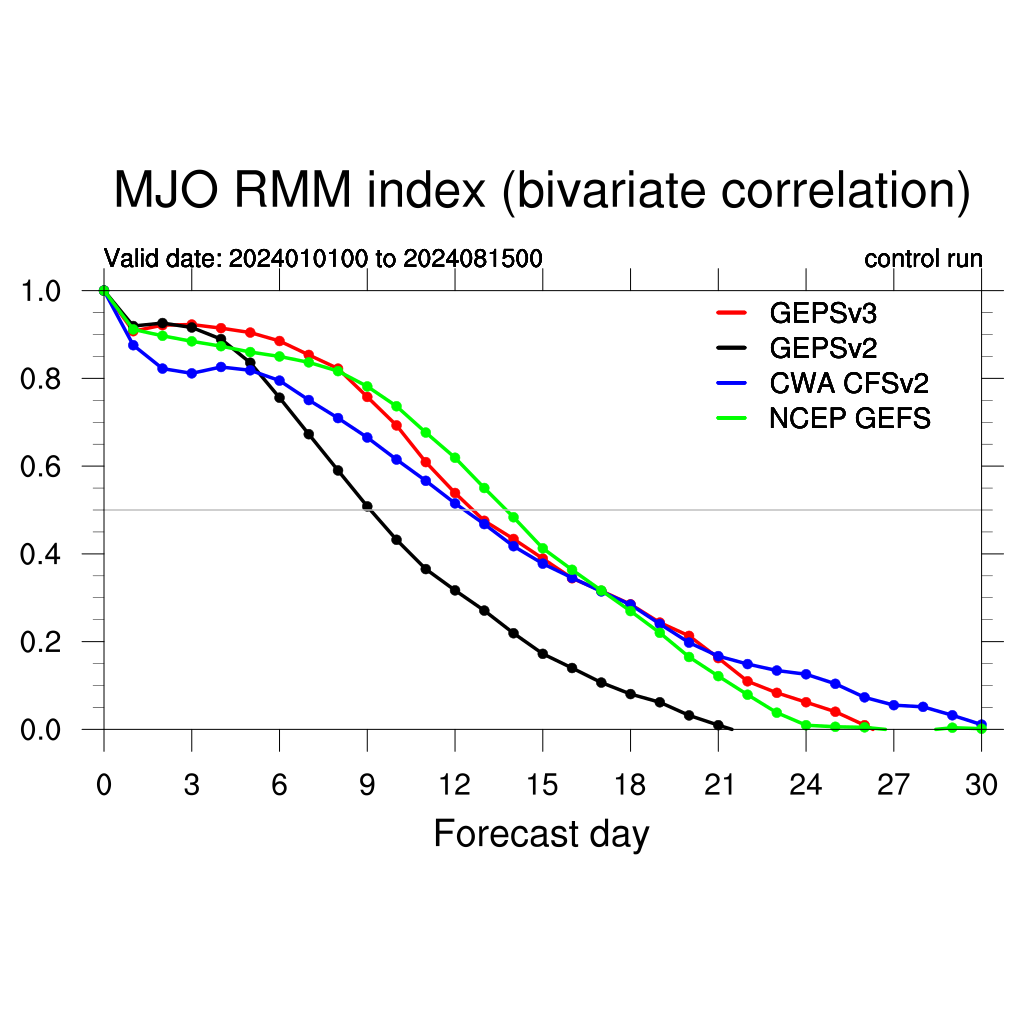 MJO RMM index (bivariate correlation)
Valid date: 2024010100 to 2024081500 control run
1.0
GEPSv3
GEPSv2
CWA CFSv2
NCEP GEFS
0.8
0.6
0.4
0.2
0.0
0 3 6 9 12 15 18 21 24 27 30
Forecast day